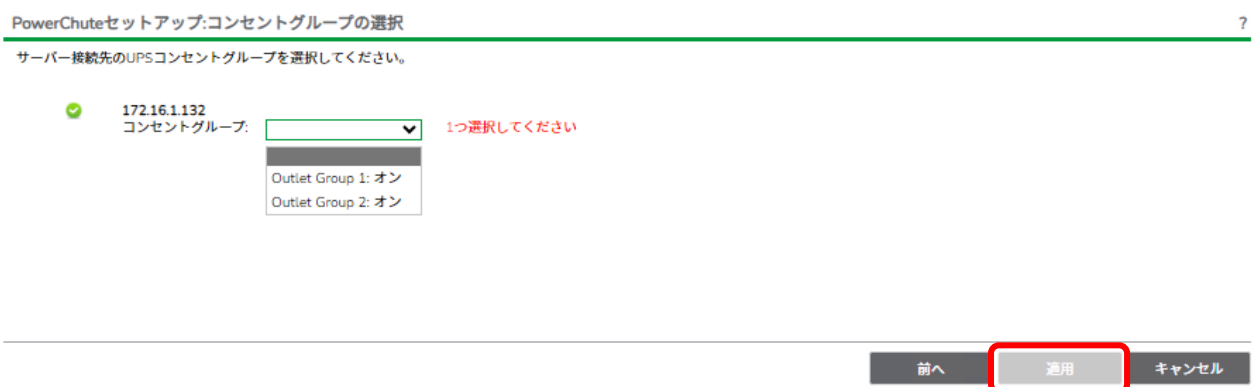 PowerChuteセットアップ:コンセントグループの選択 ?
サーバー接続先のUPSコンセントグループを選択してください。
172.16.1.132
コンセントグループ: 1つ選択してください
Outlet Group 1: オン
Outlet Group 2: オン
前へ 適用 キャンセル